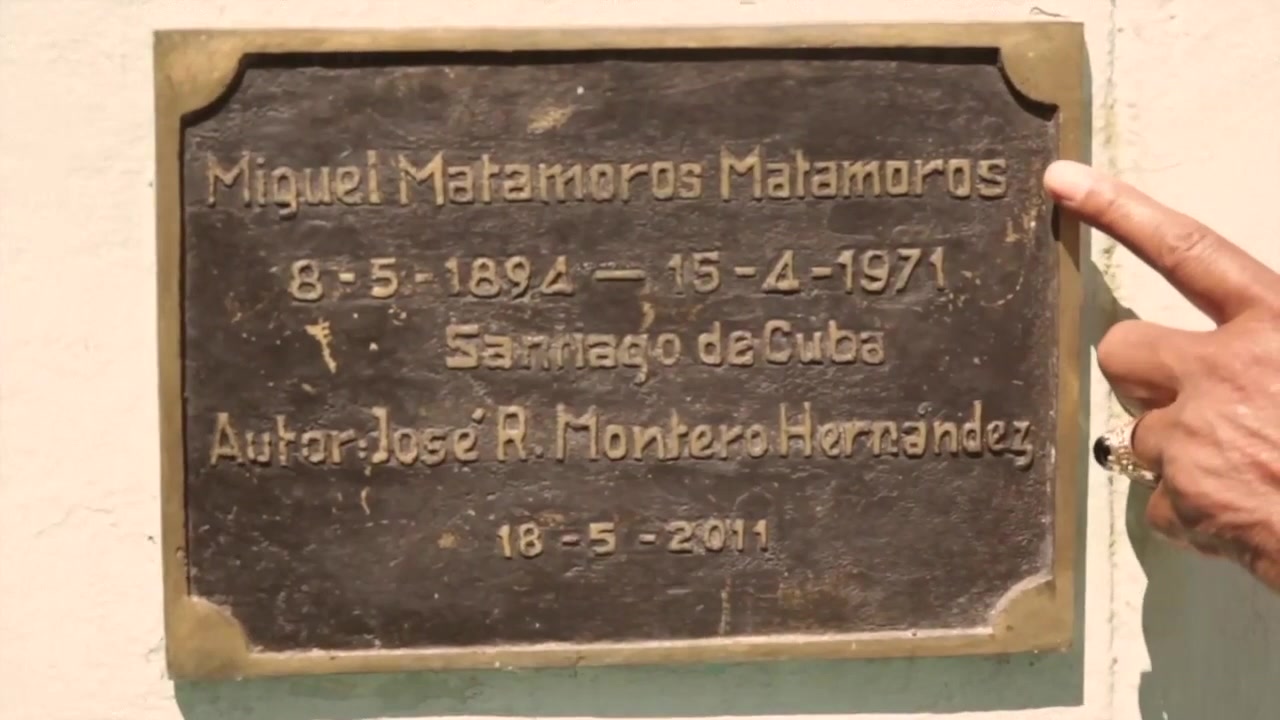 Miguel Matamoros Matamoros
8-5-1894 — 15-4-1971
Santiago de Cuba
Autor: José R. Montero Hernández
18-5-2011